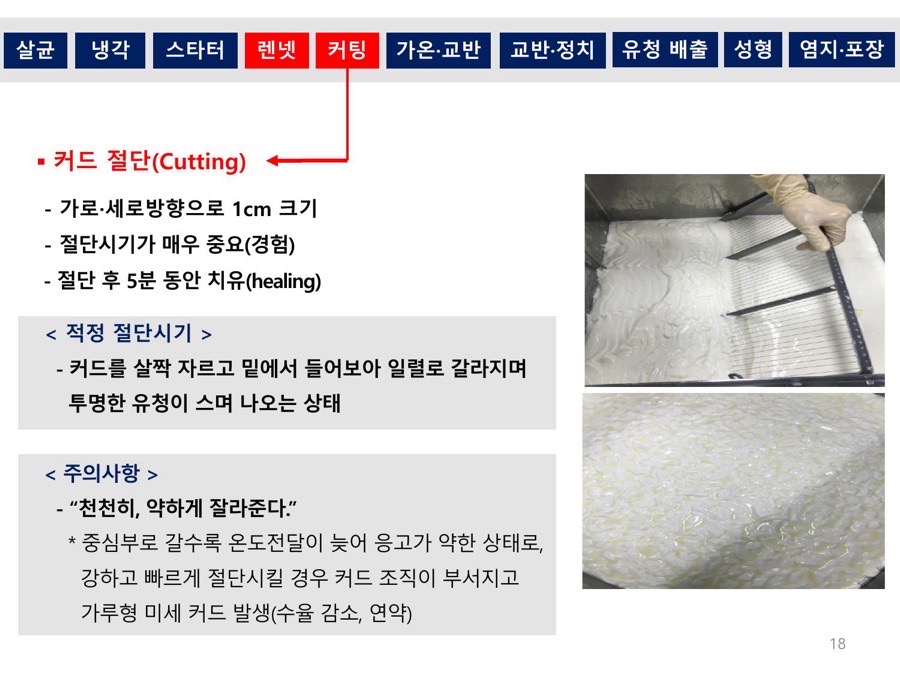 살균 냉각 스타터 렌넷 커팅 가온·교반 교반·정치 유청 배출 성형 염지·포장
▪ 커드 절단(Cutting)
- 가로·세로방향으로 1cm 크기
- 절단시기가 매우 중요(경험)
- 절단 후 5분 동안 치유(healing)
< 적정 절단시기 >
- 커드를 살짝 자르고 밑에서 들어보아 일렬로 갈라지며
투명한 유청이 스며 나오는 상태
< 주의사항 >
- “천천히, 약하게 잘라준다.”
* 중심부로 갈수록 온도전달이 늦어 응고가 약한 상태로,
강하고 빠르게 절단시킬 경우 커드 조직이 부서지고
가루형 미세 커드 발생(수율 감소, 연약)
18